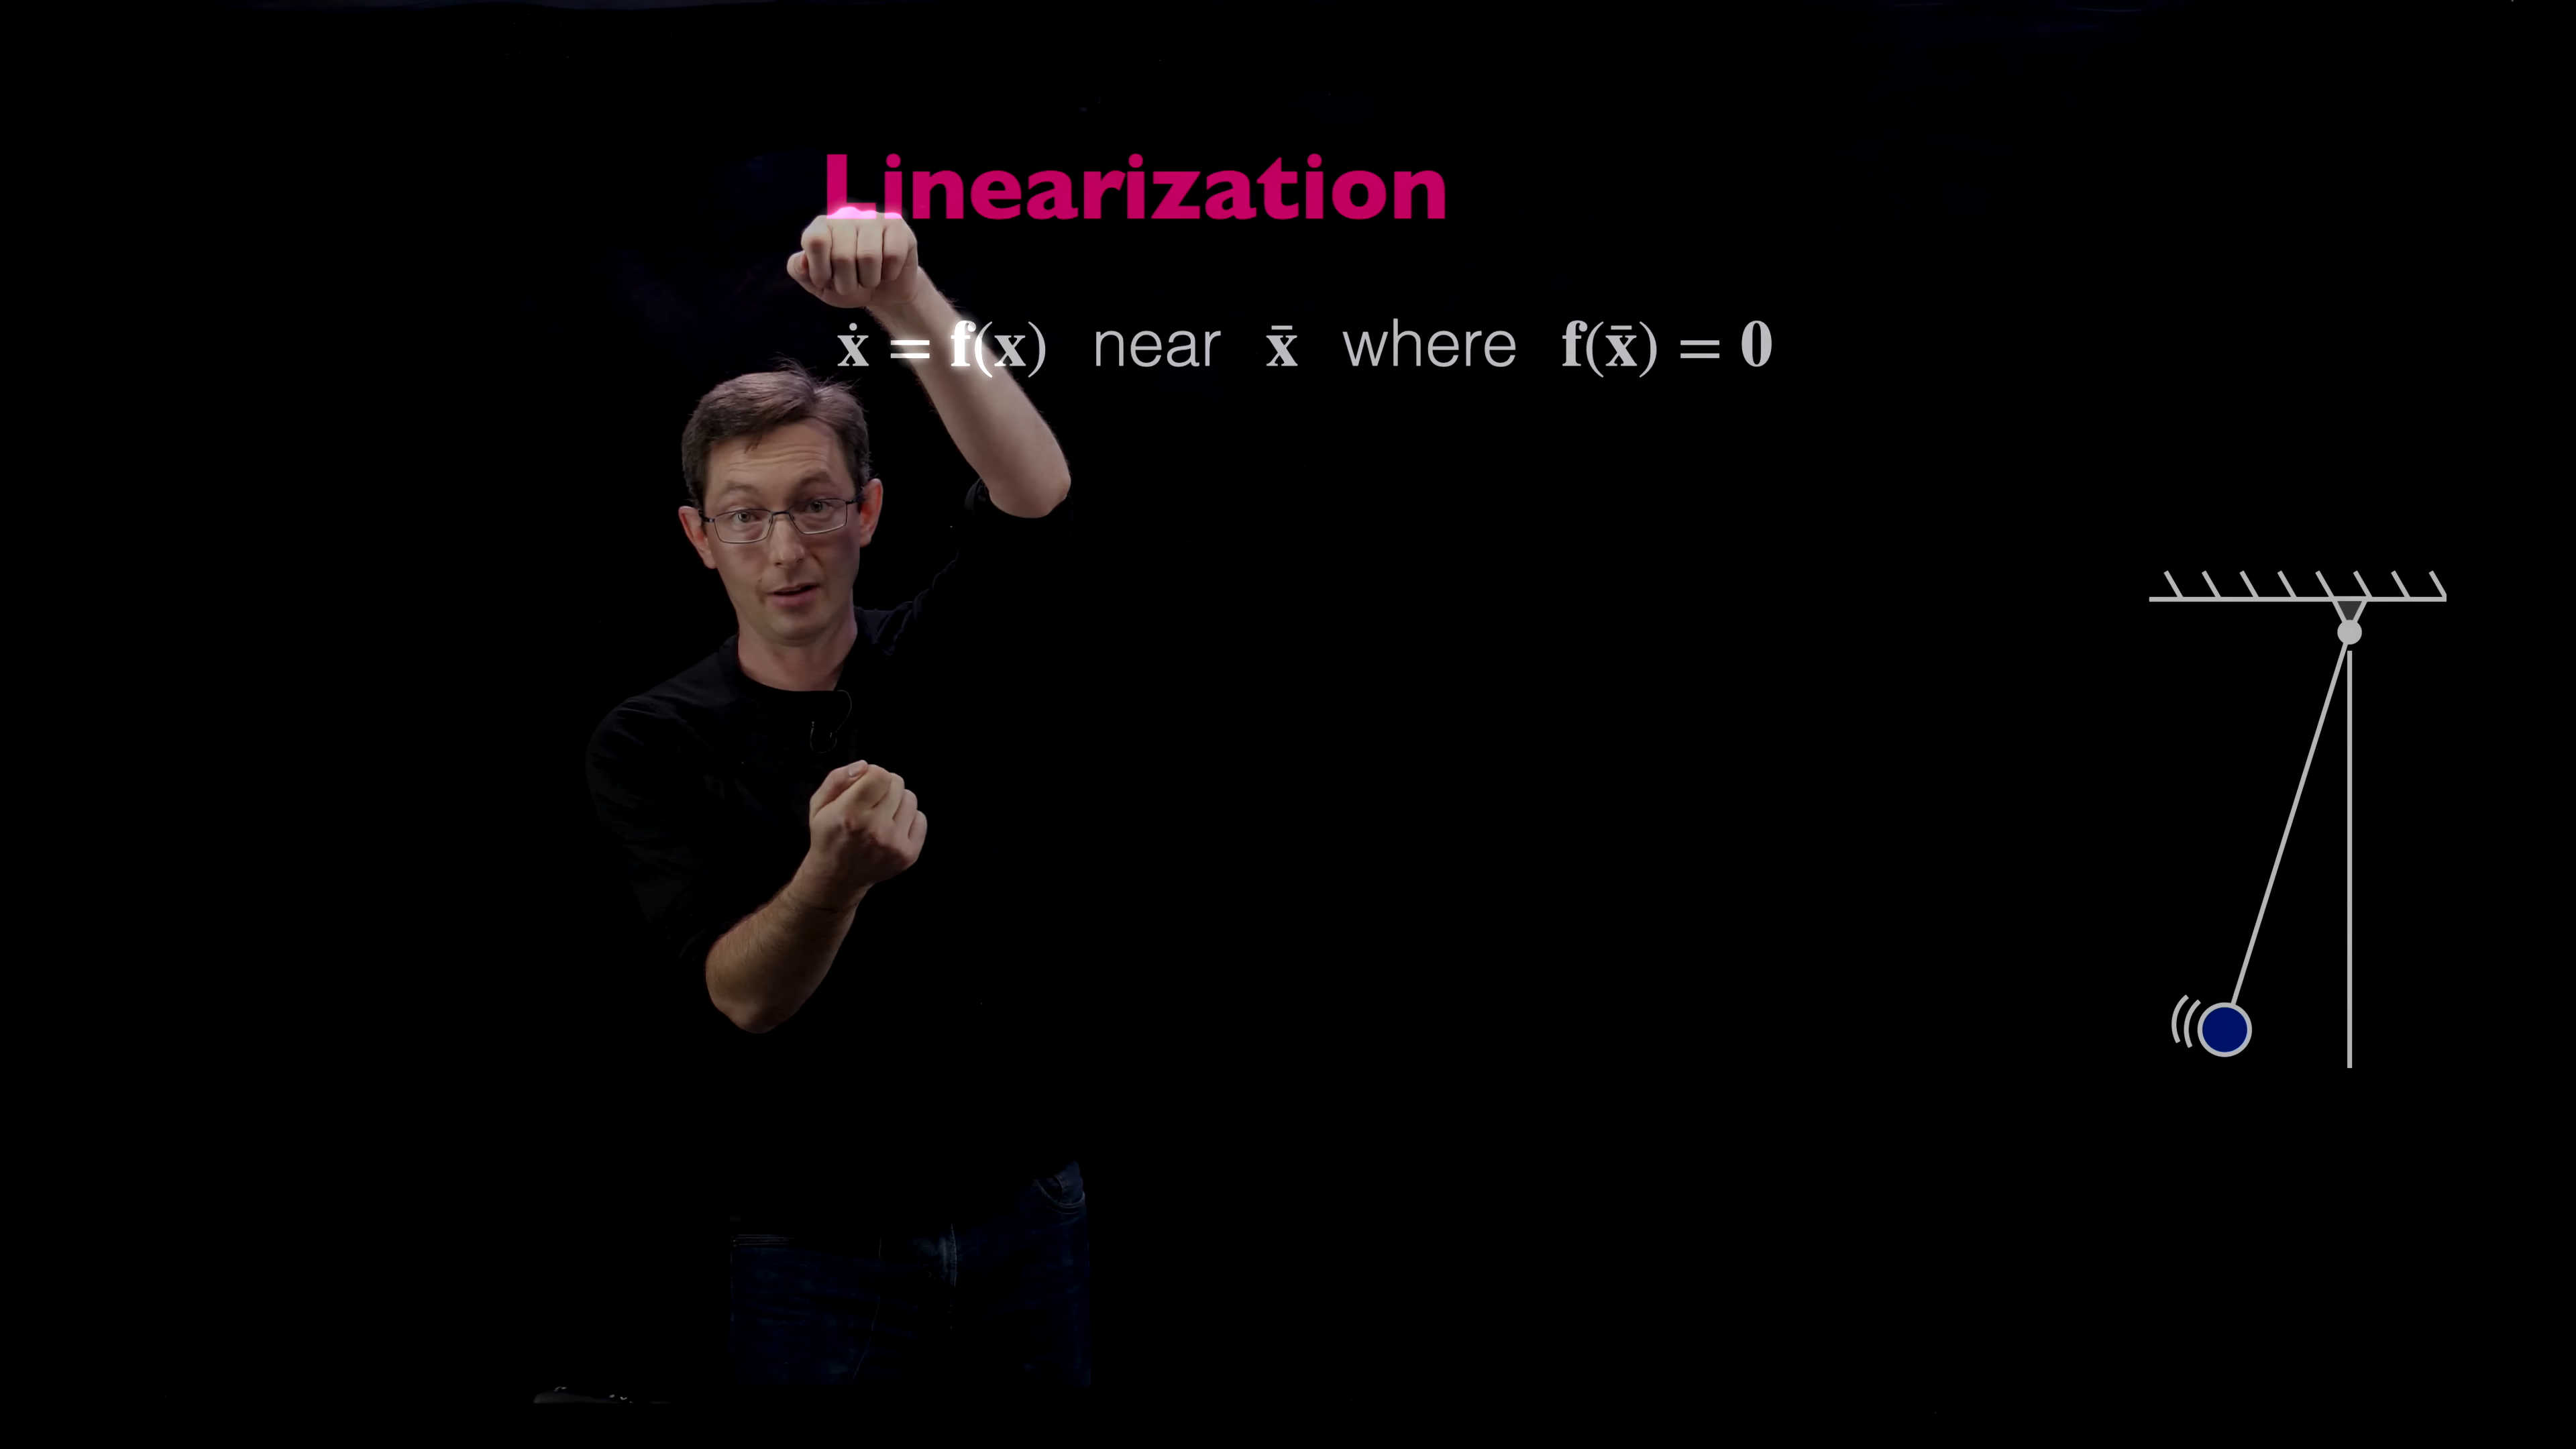 Linearization
ẋ = f(x) near x̄ where f(x̄) = 0